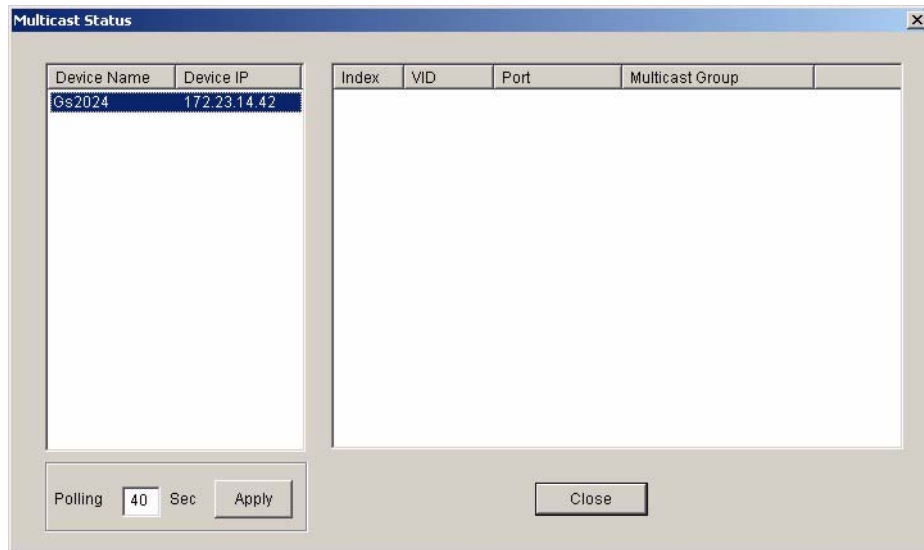 Multicast Status
Device Name Device IP
Gs2024 172.23.14.42
Index VID Port Multicast Group
Polling 40 Sec Apply
Close